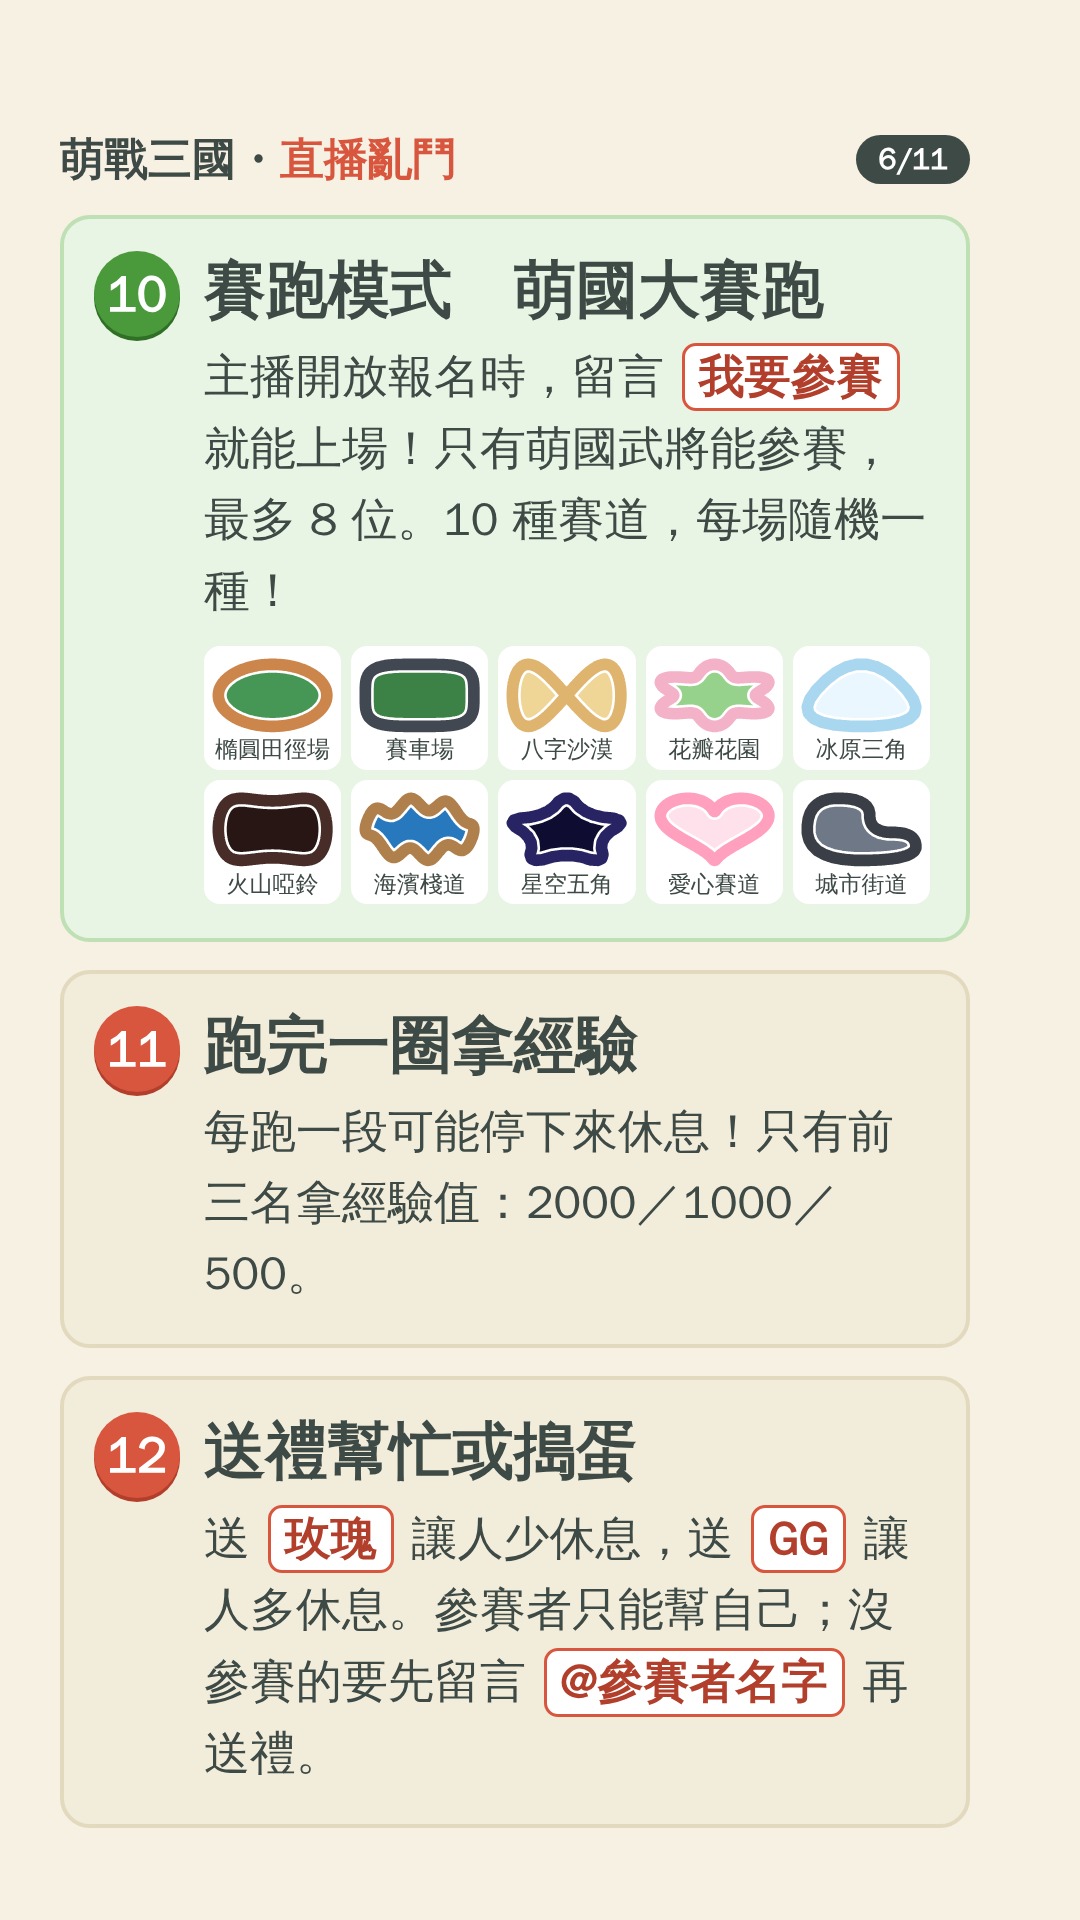 萌戰三國・直播亂鬥
6/11
10
賽跑模式　萌國大賽跑
主播開放報名時，留言 我要參賽
就能上場！只有萌國武將能參賽，
最多 8 位。10 種賽道，每場隨機一
種！
橢圓田徑場 賽車場 八字沙漠 花瓣花園 冰原三角
火山啞鈴 海濱棧道 星空五角 愛心賽道 城市街道
11
跑完一圈拿經驗
每跑一段可能停下來休息！只有前
三名拿經驗值：2000／1000／
500。
12
送禮幫忙或搗蛋
送 玫瑰 讓人少休息，送 GG 讓
人多休息。參賽者只能幫自己；沒
參賽的要先留言 @參賽者名字 再
送禮。